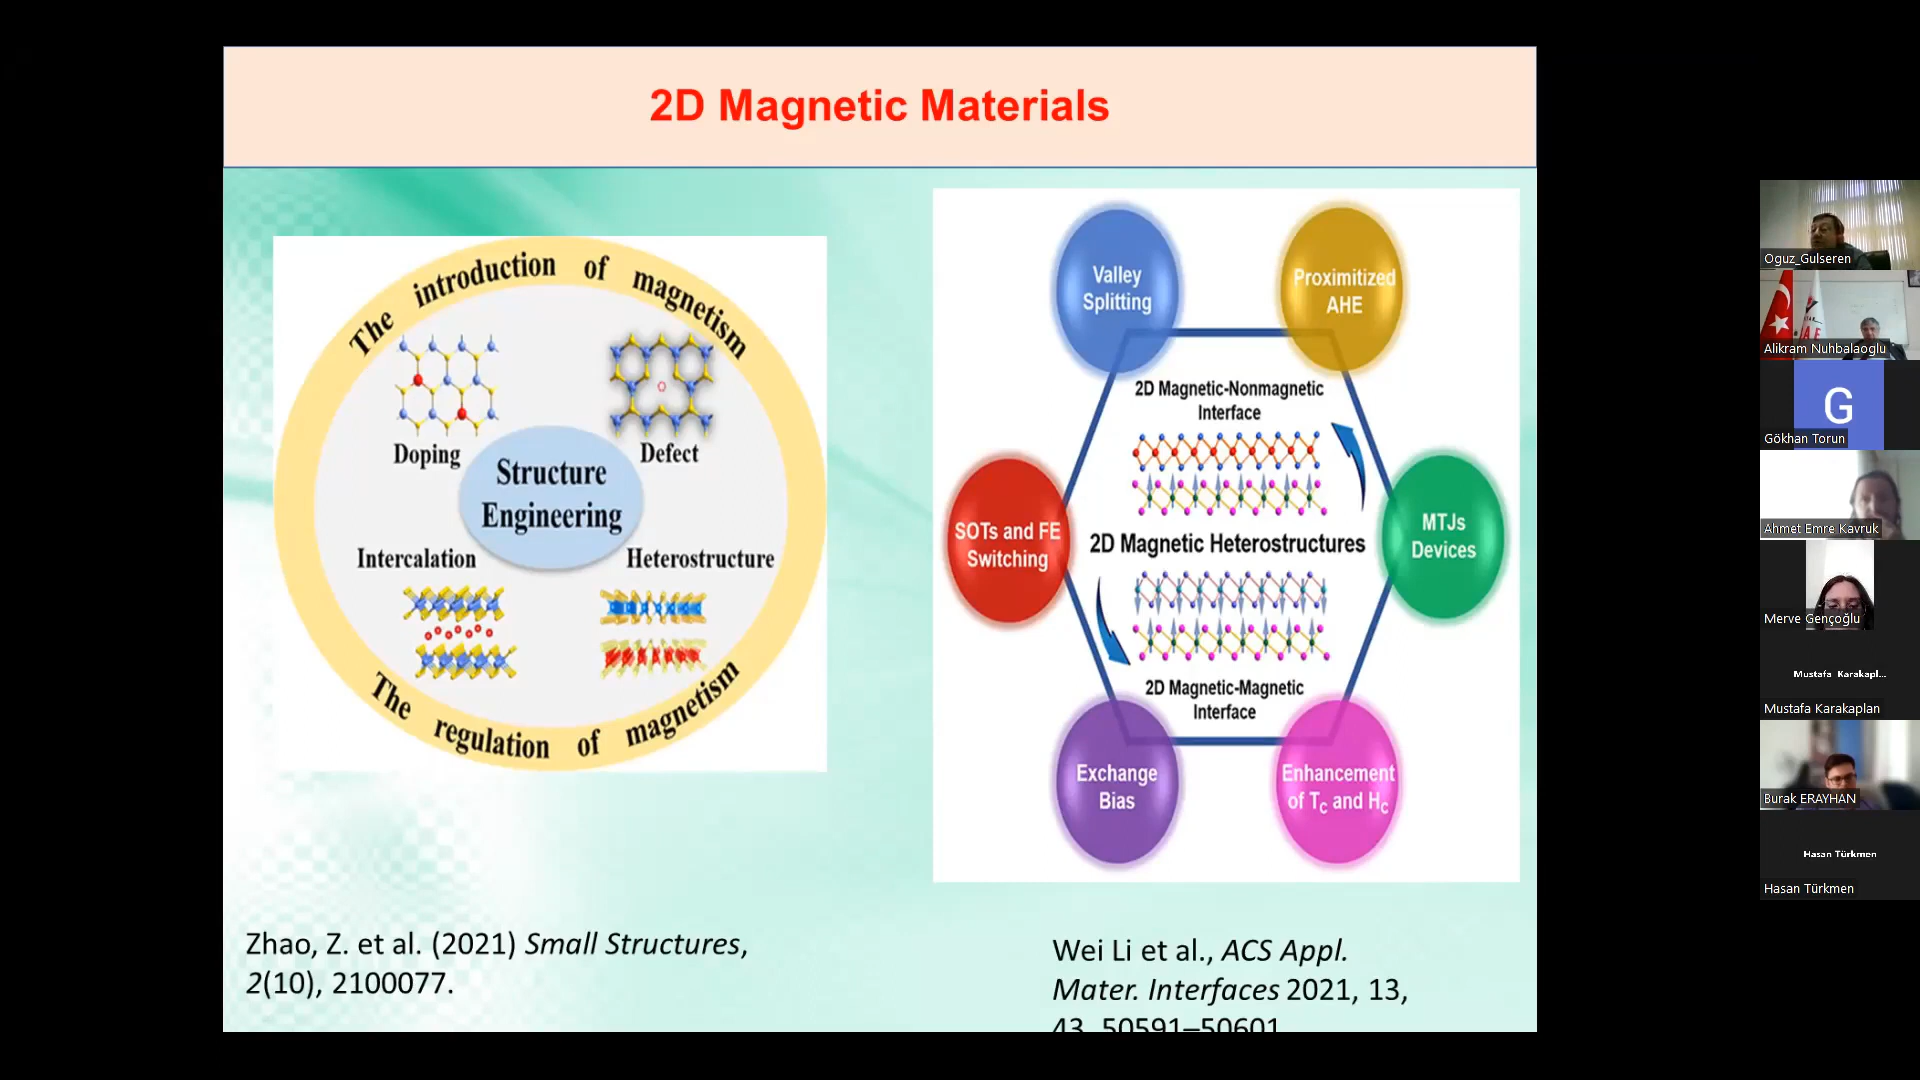 2D Magnetic Materials
The introduction of magnetism
Doping
Defect
Structure
Engineering
Intercalation
Heterostructure
The regulation of magnetism
Zhao, Z. et al. (2021) Small Structures,
2(10), 2100077.
Valley
Splitting
Proximitized
AHE
2D Magnetic-Nonmagnetic
Interface
SOTs and FE
Switching
2D Magnetic Heterostructures
MTJs
Devices
2D Magnetic-Magnetic
Interface
Exchange
Bias
Enhancement
of TC and HC
Wei Li et al., ACS Appl.
Mater. Interfaces 2021, 13,
43, 50591–50601
Oguz_Gulseren
Alikram Nuhbalaoglu
G
Gökhan Torun
Ahmet Emre Kavruk
Merve Gençoğlu
Mustafa Karakapl...
Mustafa Karakaplan
Burak ERAYHAN
Hasan Türkmen
Hasan Türkmen